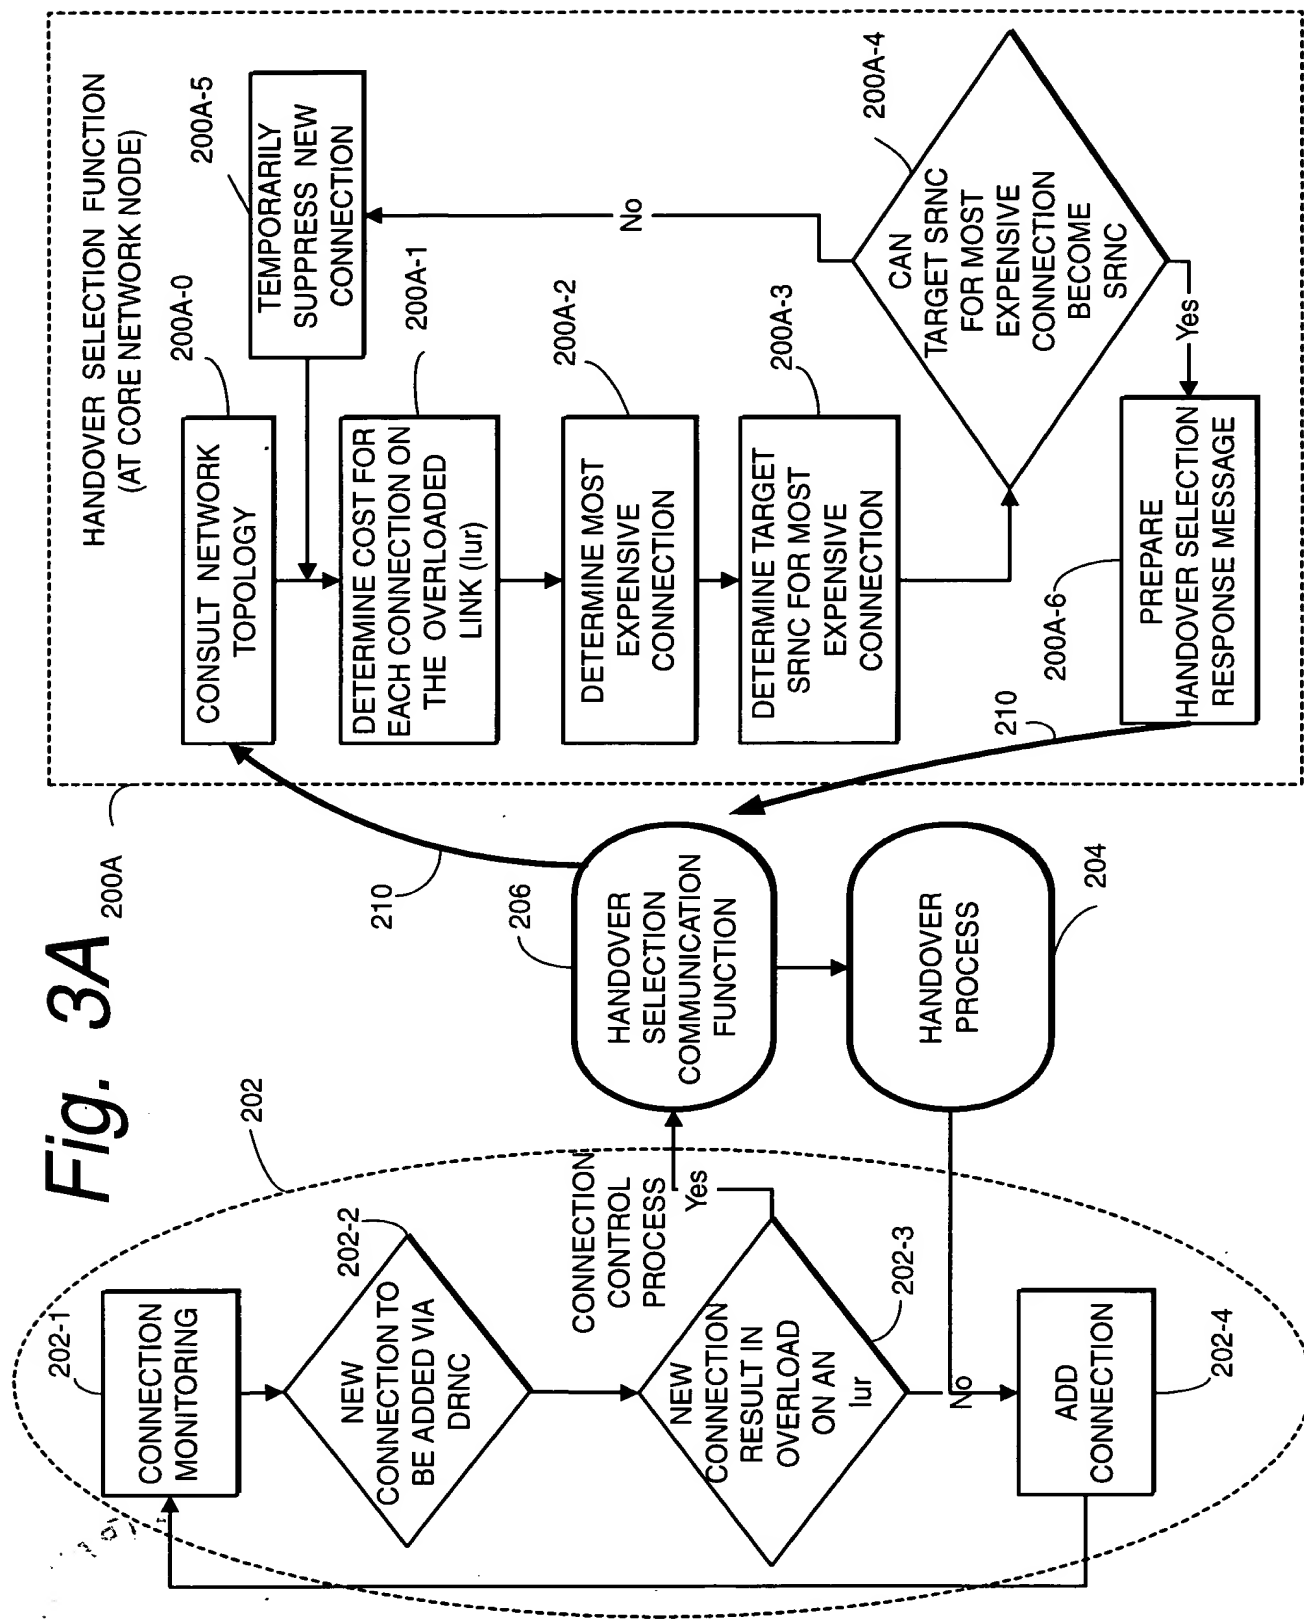 Fig. 3A
202
202-1
CONNECTION
MONITORING
202-2
NEW
CONNECTION TO
BE ADDED VIA
DRNC
CONNECTION
CONTROL
PROCESS
Yes
NEW
CONNECTION
RESULT IN
OVERLOAD
ON AN
Iur
202-3
No
ADD
CONNECTION
202-4
206
HANDOVER
SELECTION
COMMUNICATION
FUNCTION
HANDOVER
PROCESS
204
210
210
200A
HANDOVER SELECTION FUNCTION
(AT CORE NETWORK NODE)
200A-0
CONSULT NETWORK
TOPOLOGY
200A-5
TEMPORARILY
SUPPRESS NEW
CONNECTION
200A-1
DETERMINE COST FOR
EACH CONNECTION ON
THE OVERLOADED
LINK (Iur)
200A-2
DETERMINE MOST
EXPENSIVE
CONNECTION
200A-3
DETERMINE TARGET
SRNC FOR MOST
EXPENSIVE
CONNECTION
No
200A-4
CAN
TARGET SRNC
FOR MOST
EXPENSIVE
CONNECTION
BECOME
SRNC
Yes
200A-6
PREPARE
HANDOVER SELECTION
RESPONSE MESSAGE